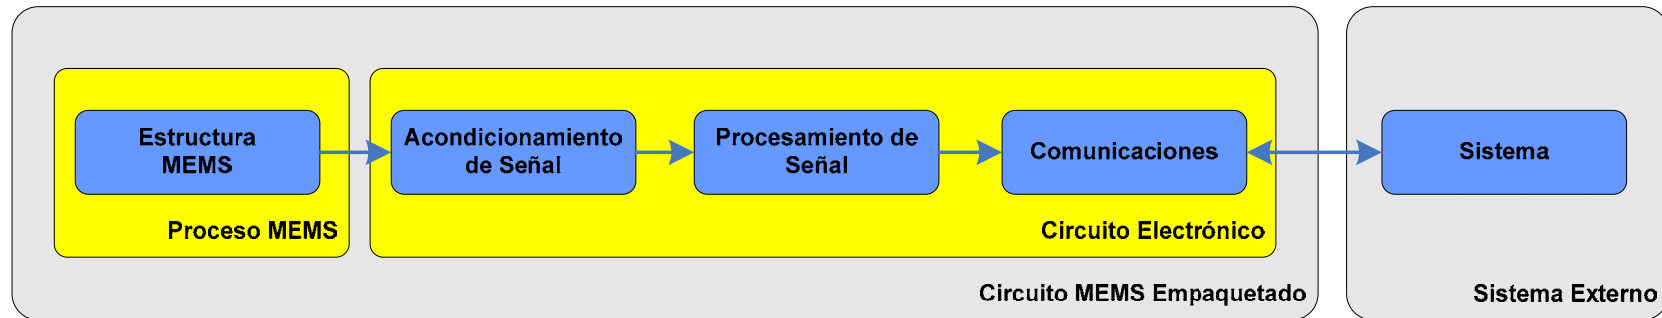 Estructura
MEMS
Acondicionamiento
de Señal
Procesamiento de
Señal
Comunicaciones
Sistema
Proceso MEMS
Circuito Electrónico
Circuito MEMS Empaquetado
Sistema Externo